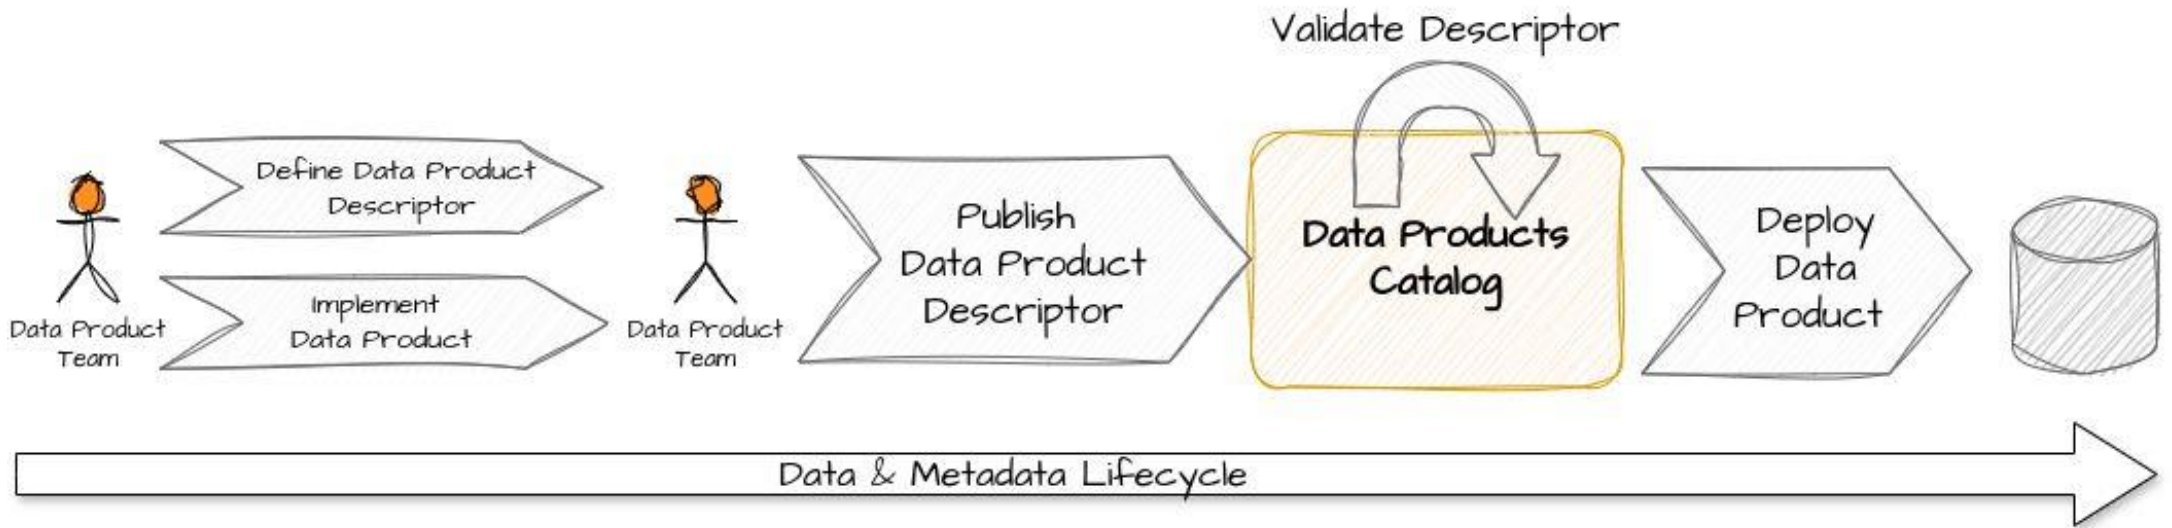 Validate Descriptor
Define Data Product
Descriptor
Implement
Data Product
Data Product
Team
Data Product
Team
Publish
Data Product
Descriptor
Data Products
Catalog
Deploy
Data
Product
Data & Metadata Lifecycle